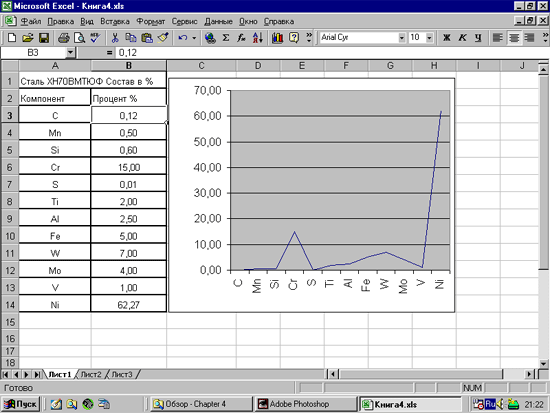 Microsoft Excel - Книга4.xls
Файл Правка Вид Вставка Формат Сервис Данные Окно Справка
Arial Cyr 10 Ж К Ч
B3 = 0,12
A B C D E F G H I J
1 Сталь ХН70ВМТЮФ Состав в %
2 Компонент Процент %
3 C 0,12
4 Mn 0,50
5 Si 0,60
6 Cr 15,00
7 S 0,01
8 Ti 2,00
9 Al 2,50
10 Fe 5,00
11 W 7,00
12 Mo 4,00
13 V 1,00
14 Ni 62,27
15
16
17
18
70,00
60,00
50,00
40,00
30,00
20,00
10,00
0,00
C Mn Si Cr S Ti Al Fe W Mo V Ni
Лист1 Лист2 Лист3
Готово NUM
Пуск Обзор - Chapter 4 Adobe Photoshop Книга4.xls Ru 21:22